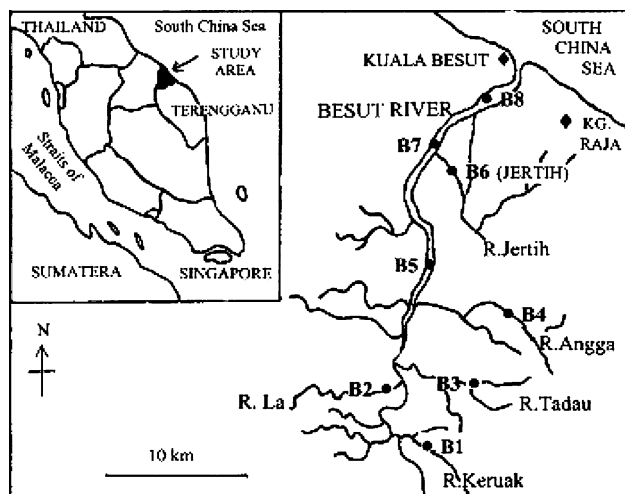 THAILAND
South China Sea
STUDY
AREA
TERENGGANU
Straits of
Malacca
SUMATERA
SINGAPORE
SOUTH
CHINA
SEA
KUALA BESUT
BESUT RIVER
B8
KG.
RAJA
B7
B6 (JERTIH)
R.Jertih
B5
B4
R.Angga
N
B2
B3
R. La
R.Tadau
B1
10 km
R.Keruak